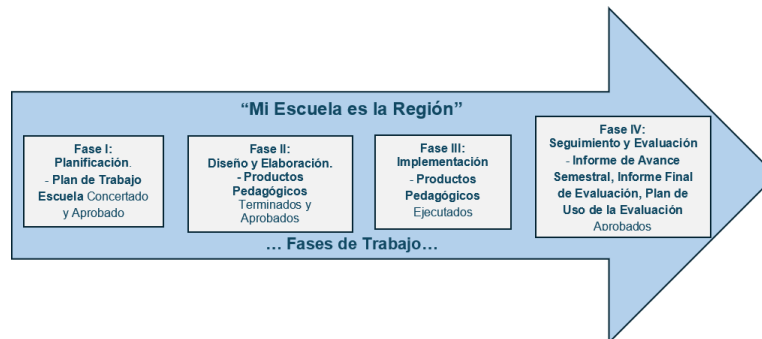 “Mi Escuela es la Región”
Fase I:
Planificación.
- Plan de Trabajo
Escuela Concertado
y Aprobado
Fase II:
Diseño y Elaboración.
- Productos
Pedagógicos
Terminados y
Aprobados
Fase III:
Implementación
- Productos
Pedagógicos
Ejecutados
Fase IV:
Seguimiento y Evaluación
- Informe de Avance
Semestral, Informe Final
de Evaluación, Plan de
Uso de la Evaluación
Aprobados
... Fases de Trabajo...